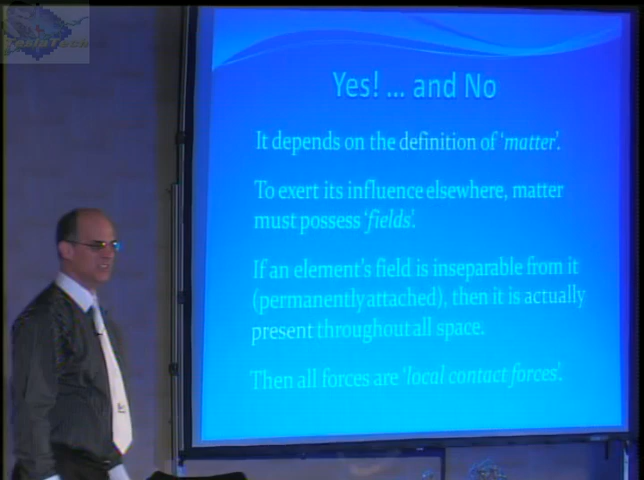 Yes! ... and No
It depends on the definition of 'matter'.
To exert its influence elsewhere, matter
must possess 'fields'.
If an element's field is inseparable from it
(permanently attached), then it is actually
present throughout all space.
Then all forces are 'local contact forces'.